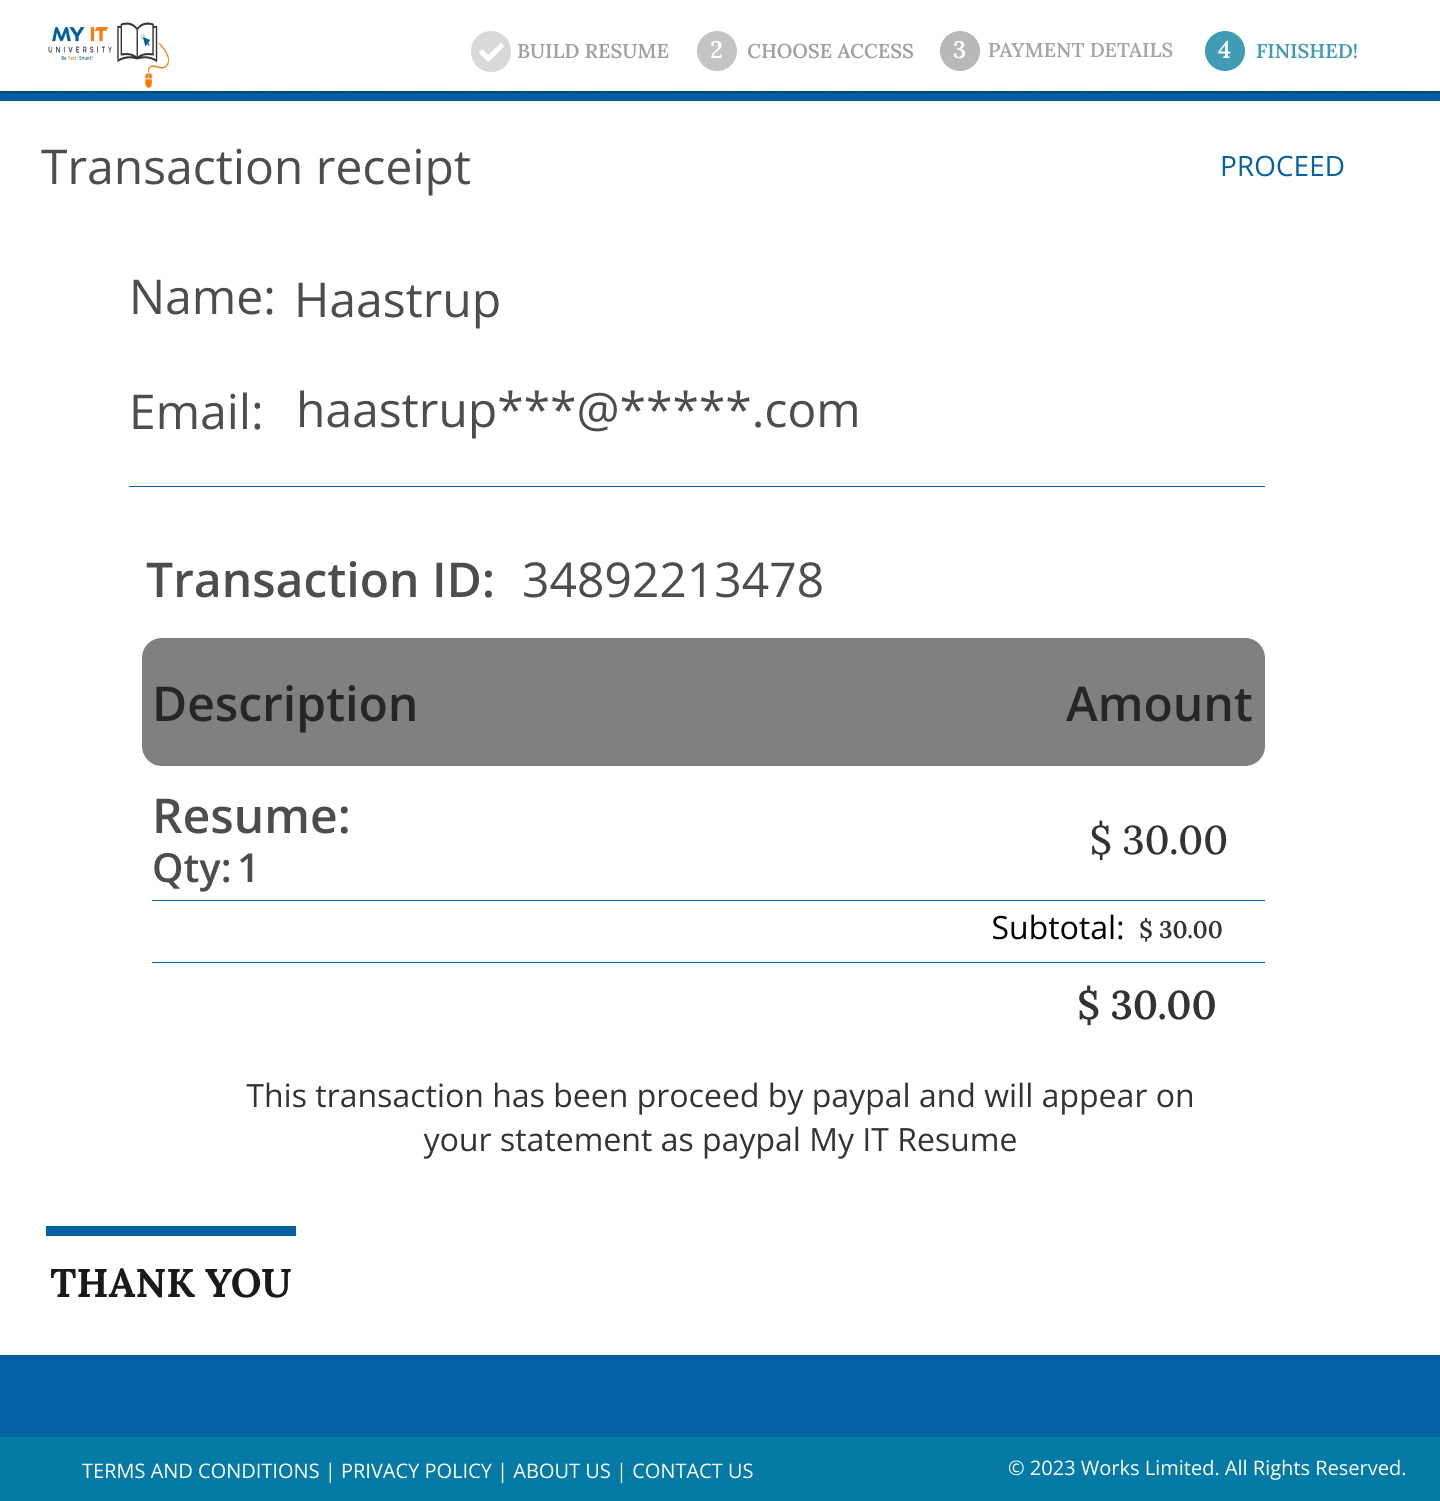 MY IT
UNIVERSITY
Be Tech Smart!
BUILD RESUME
2 CHOOSE ACCESS
3 PAYMENT DETAILS
4 FINISHED!
Transaction receipt
PROCEED
Name: Haastrup
Email: haastrup***@*****.com
Transaction ID: 34892213478
Description Amount
Resume:
Qty: 1
$ 30.00
Subtotal: $ 30.00
$ 30.00
This transaction has been proceed by paypal and will appear on
your statement as paypal My IT Resume
THANK YOU
TERMS AND CONDITIONS | PRIVACY POLICY | ABOUT US | CONTACT US
© 2023 Works Limited. All Rights Reserved.